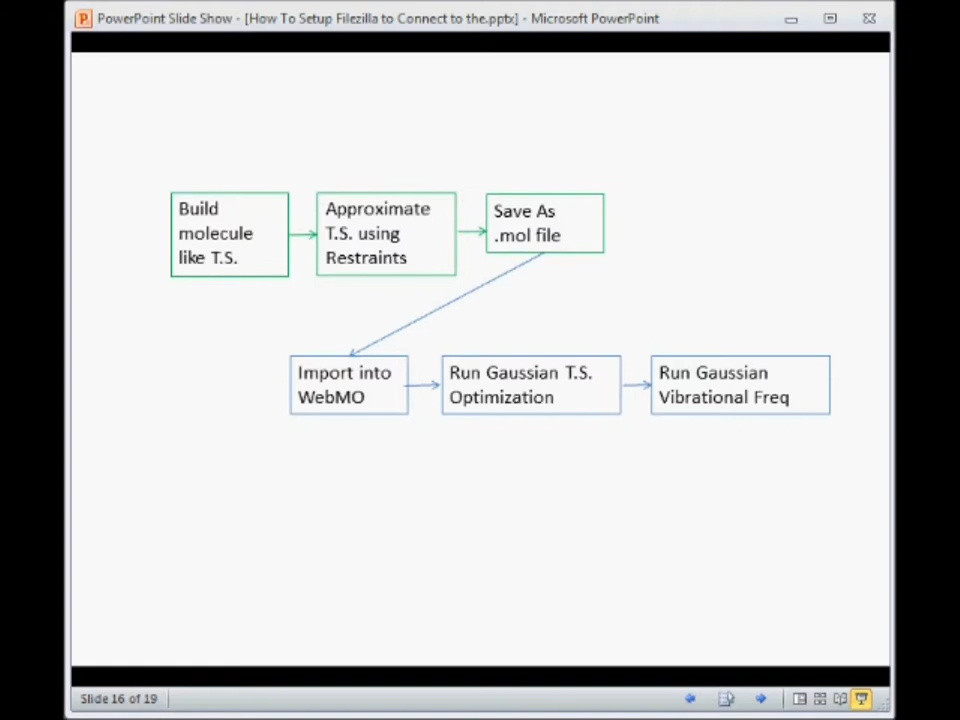 PowerPoint Slide Show - [How To Setup Filezilla to Connect to the.pptx] - Microsoft PowerPoint
Build
molecule
like T.S.
Approximate
T.S. using
Restraints
Save As
.mol file
Import into
WebMO
Run Gaussian T.S.
Optimization
Run Gaussian
Vibrational Freq
Slide 16 of 19